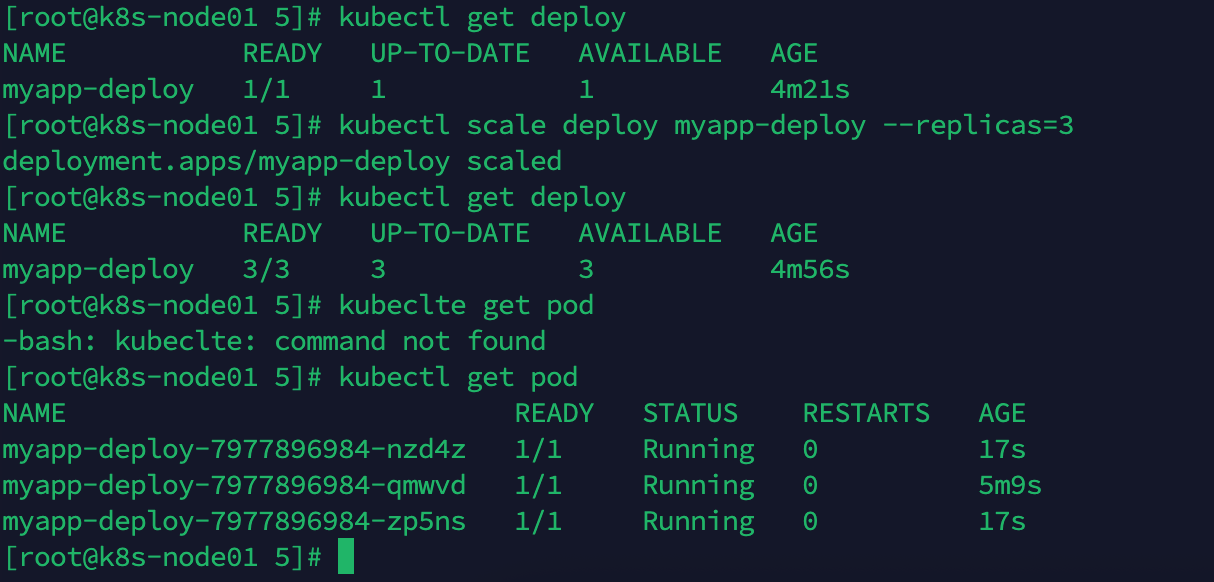 [root@k8s-node01 5]# kubectl get deploy
NAME           READY   UP-TO-DATE   AVAILABLE   AGE
myapp-deploy   1/1     1            1           4m21s
[root@k8s-node01 5]# kubectl scale deploy myapp-deploy --replicas=3
deployment.apps/myapp-deploy scaled
[root@k8s-node01 5]# kubectl get deploy
NAME           READY   UP-TO-DATE   AVAILABLE   AGE
myapp-deploy   3/3     3            3           4m56s
[root@k8s-node01 5]# kubeclte get pod
-bash: kubeclte: command not found
[root@k8s-node01 5]# kubectl get pod
NAME                            READY   STATUS    RESTARTS   AGE
myapp-deploy-7977896984-nzd4z   1/1     Running   0          17s
myapp-deploy-7977896984-qmwvd   1/1     Running   0          5m9s
myapp-deploy-7977896984-zp5ns   1/1     Running   0          17s
[root@k8s-node01 5]#